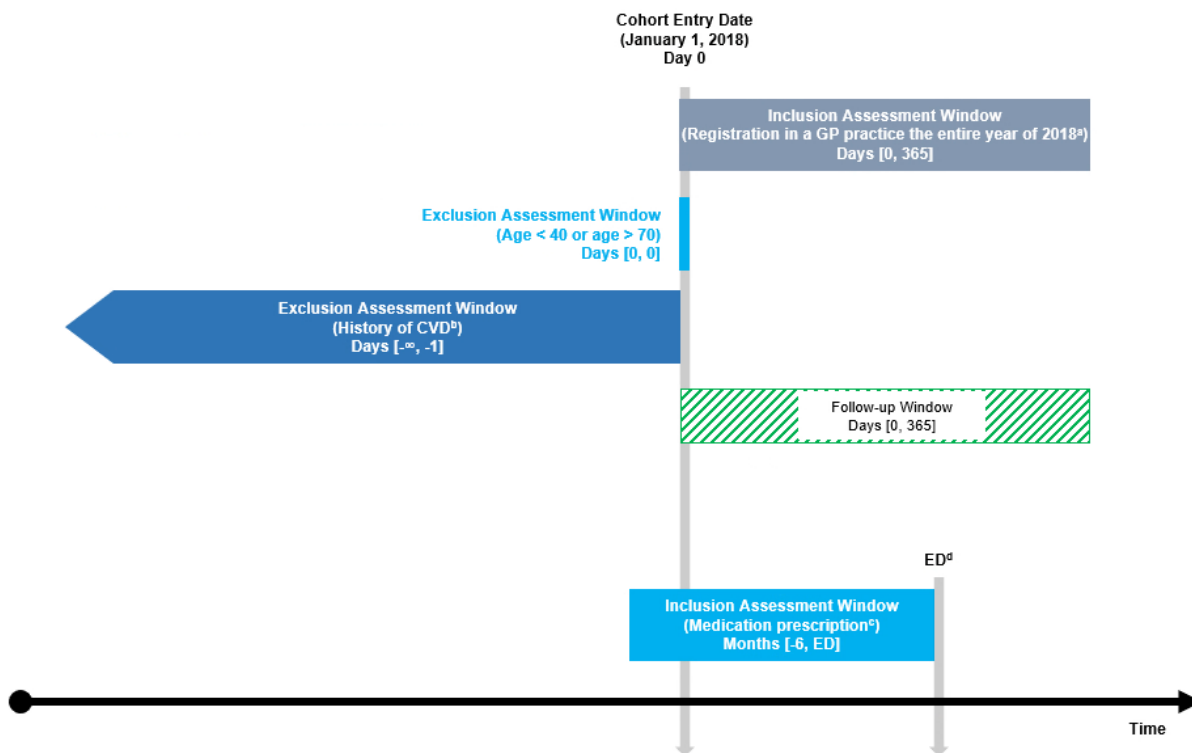 Cohort Entry Date
(January 1, 2018)
Day 0
Inclusion Assessment Window
(Registration in a GP practice the entire year of 2018ᵃ)
Days [0, 365]
Exclusion Assessment Window
(Age < 40 or age > 70)
Days [0, 0]
Exclusion Assessment Window
(History of CVDᵇ)
Days [-∞, -1]
Follow-up Window
Days [0, 365]
EDᵈ
Inclusion Assessment Window
(Medication prescriptionᶜ)
Months [-6, ED]
Time